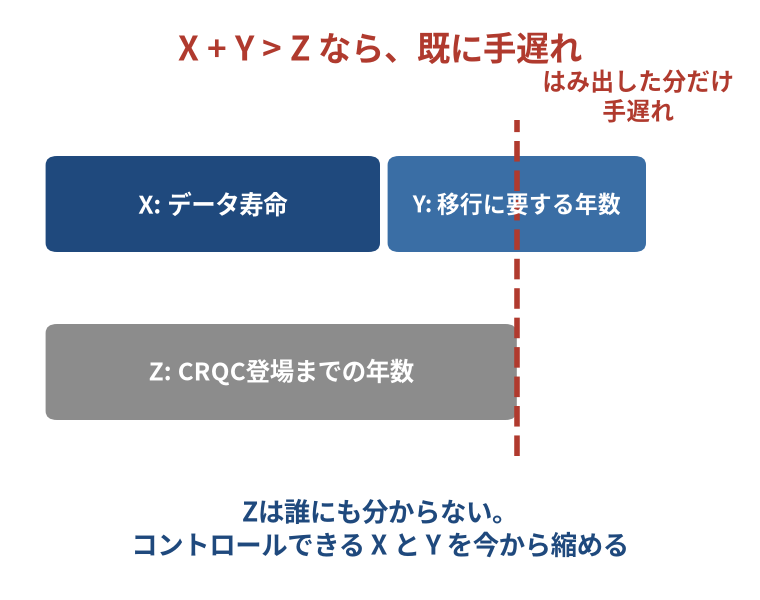 X + Y > Z なら、既に手遅れ
はみ出した分だけ
手遅れ
X: データ寿命
Y: 移行に要する年数
Z: CRQC登場までの年数
Zは誰にも分からない。
コントロールできる X と Y を今から縮める